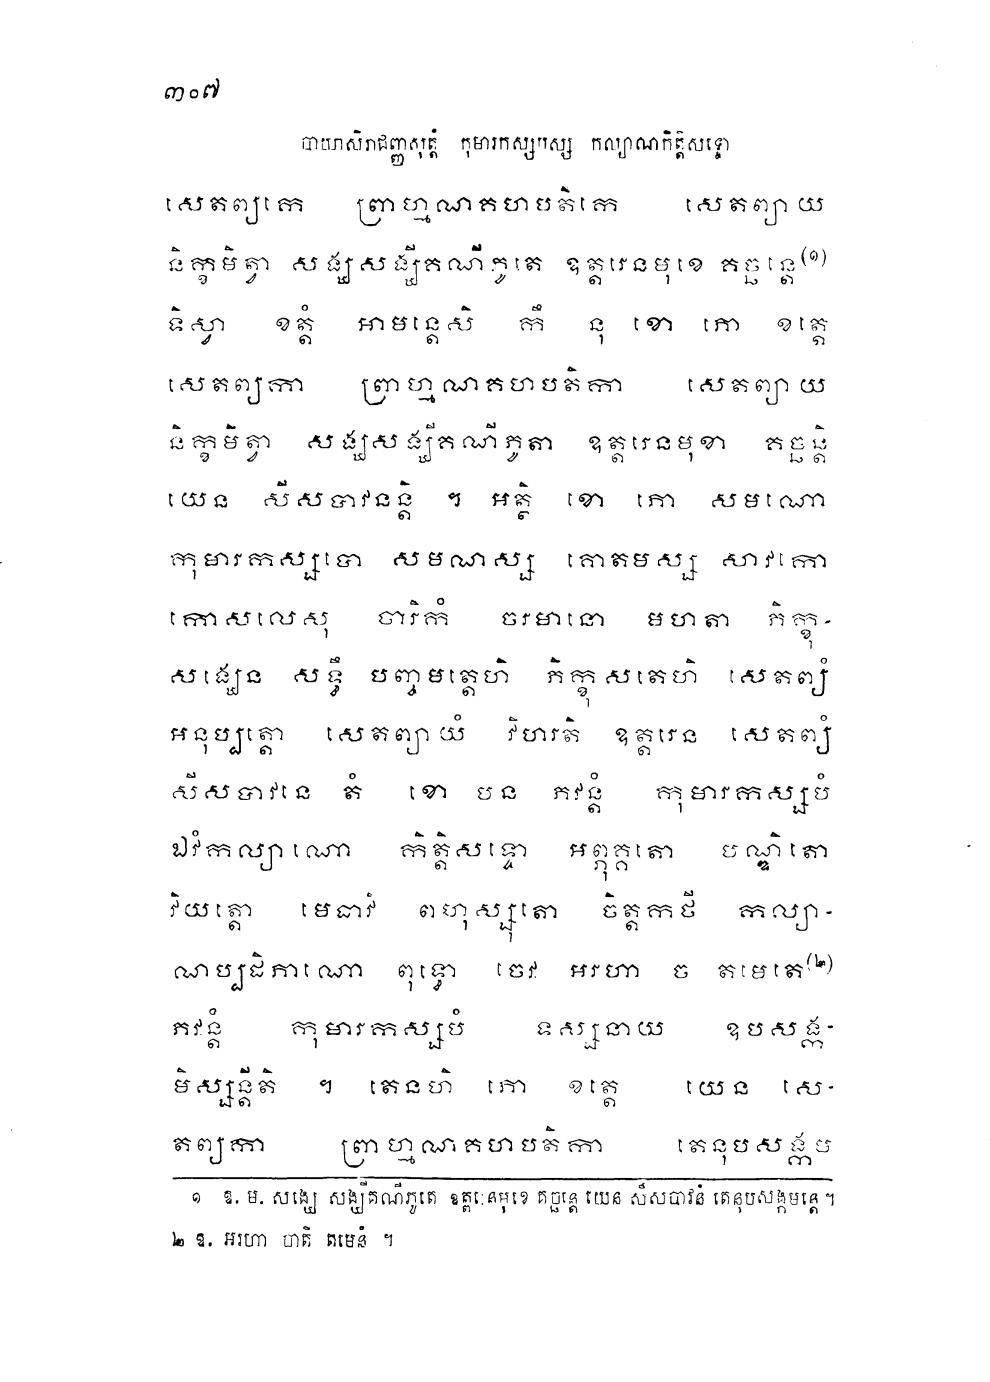 ៣០៧
បាយាសិរាជញ្ញសុត្តំ កុមារកស្សបស្ស កល្យាណកិត្តិសទ្ទោ
សេតព្យកេ ព្រាហ្មណគហបតិកេ សេតព្យាយ
និក្ខមិត្វា សង្ឃសង្ឃីគណីភូតេ ឧត្តរេនមុខេ គច្ឆន្តេ(១)
ទិស្វា ខត្តំ អាមន្តេសិ កឹ នុ ខោ ភោ ខត្តេ
សេតព្យកា ព្រាហ្មណគហបតិកា សេតព្យាយ
និក្ខមិត្វា សង្ឃសង្ឃីគណីភូតា ឧត្តរេនមុខា គច្ឆន្តិ
យេន សីសបាវនន្តិ ។ អត្ថិ ខោ ភោ សមណោ
កុមារកស្សបោ សមណស្ស គោតមស្ស សាវកោ
កោសលេសុ ចារិកំ ចរមានោ មហតា ភិក្ខុ-
សង្ឃេន សទ្ធឹ បញ្ចមត្តេហិ ភិក្ខុសតេហិ សេតព្យំ
អនុប្បត្តោ សេតព្យាយំ វិហរតិ ឧត្តរេន សេតព្យំ
សីសបាវនេ តំ ខោ បន ភវន្តំ កុមារកស្សបំ
ឯវំកល្យាណោ កិត្តិសទ្ទោ អព្ភុគ្គតោ បណ្ឌិតោ
វិយត្តោ មេធាវី ពហុស្សុតោ ចិត្តកថី កល្យា-
ណប្បដិភាណោ ពុទ្ធោ ចេវ អរហា ច តមេតេ(២)
ភវន្តំ កុមារកស្សបំ ទស្សនាយ ឧបសង្ក-
មិស្សន្តីតិ ។ តេនហិ ភោ ខត្តេ យេន សេ-
តព្យកា ព្រាហ្មណគហបតិកា តេនុបសង្កប
១ ឱ. ម. សង្ឃេ សង្ឃីគណីភូតេ ឧត្តរេនមុខេ គច្ឆន្តេ យេន សីសបាវនំ តេនុបសង្កមន្តេ ។
២ ឱ. អរហា ចាតិ តមេនំ ។